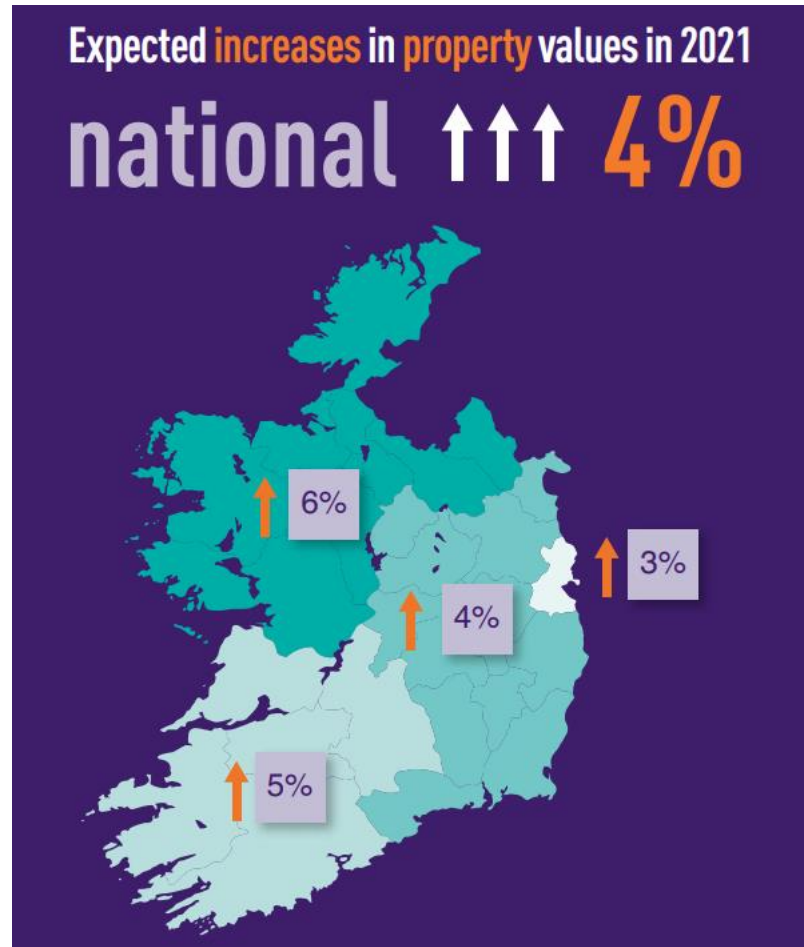 Expected increases in property values in 2021
national 4%
6%
3%
4%
5%